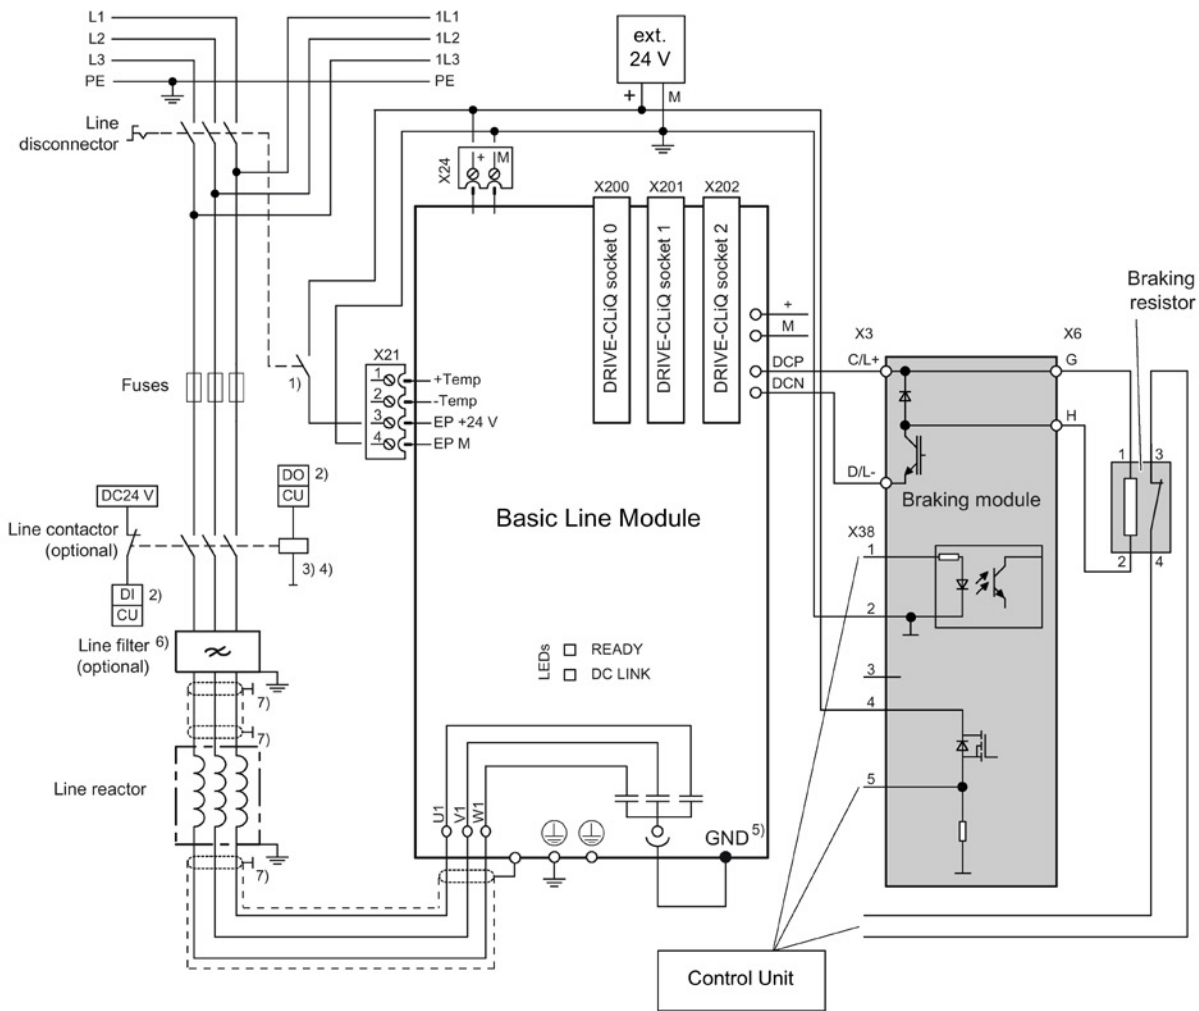 L1
1L1
L2
1L2
L3
1L3
PE
PE
ext.
24 V
+
M
Line
disconnector
X24
+
M
X200
X201
X202
DRIVE-CLiQ socket 0
DRIVE-CLiQ socket 1
DRIVE-CLiQ socket 2
Braking
resistor
+
M
DCP
DCN
X3
X6
C/L+
G
H
D/L-
Braking module
1
3
2
4
Fuses
1)
X21
1
+Temp
2
-Temp
3
EP +24 V
4
EP M
DO
2)
CU
DC24 V
Line contactor
(optional)
3) 4)
DI
2)
CU
Basic Line Module
X38
1
2
3
4
5
Line filter 6)
(optional)
7)
7)
LEDs
READY
DC LINK
Line reactor
U1
V1
W1
GND 5)
7)
Control Unit